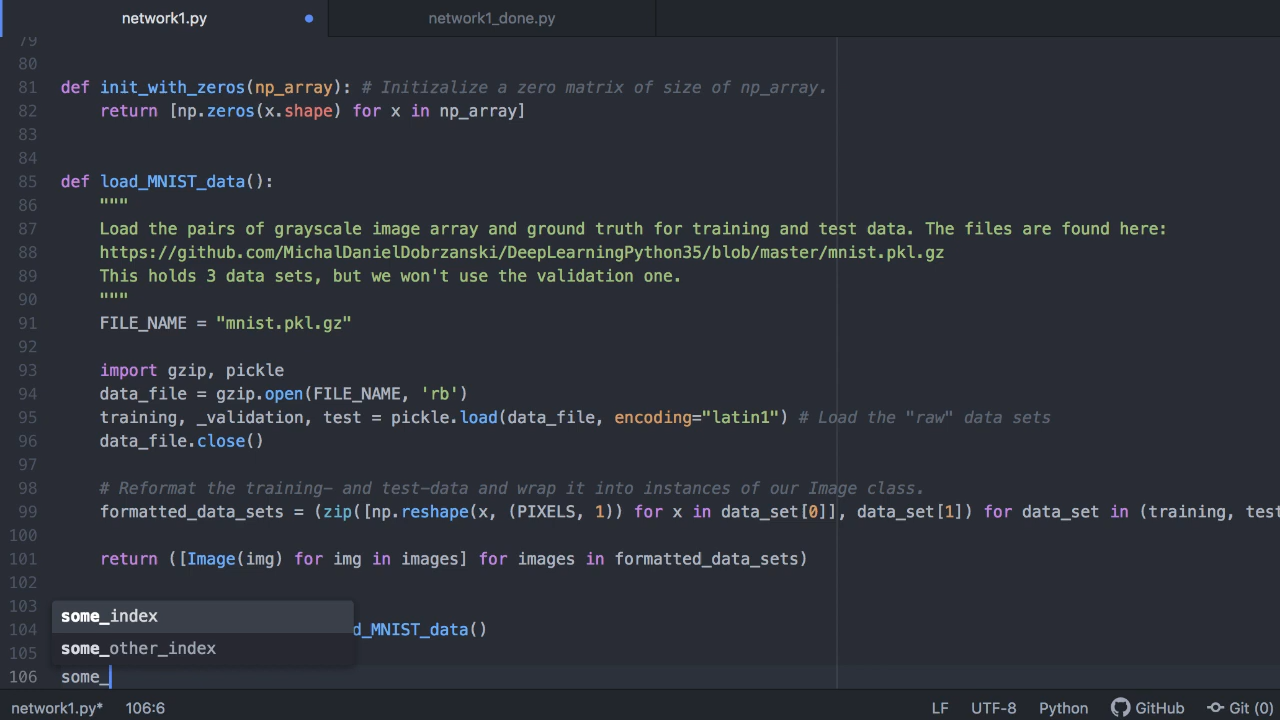 network1.py
network1_done.py
79
80
81 def init_with_zeros(np_array): # Initizalize a zero matrix of size of np_array.
82 return [np.zeros(x.shape) for x in np_array]
83
84
85 def load_MNIST_data():
86 """
87 Load the pairs of grayscale image array and ground truth for training and test data. The files are found here:
88 https://github.com/MichalDanielDobrzanski/DeepLearningPython35/blob/master/mnist.pkl.gz
89 This holds 3 data sets, but we won't use the validation one.
90 """
91 FILE_NAME = "mnist.pkl.gz"
92
93 import gzip, pickle
94 data_file = gzip.open(FILE_NAME, 'rb')
95 training, _validation, test = pickle.load(data_file, encoding="latin1") # Load the "raw" data sets
96 data_file.close()
97
98 # Reformat the training- and test-data and wrap it into instances of our Image class.
99 formatted_data_sets = (zip([np.reshape(x, (PIXELS, 1)) for x in data_set[0]], data_set[1]) for data_set in (training, test
100
101 return ([Image(img) for img in images] for images in formatted_data_sets)
102
103
some_index
104 d_MNIST_data()
some_other_index
105
106 some_
network1.py* 106:6 LF UTF-8 Python GitHub Git (0)